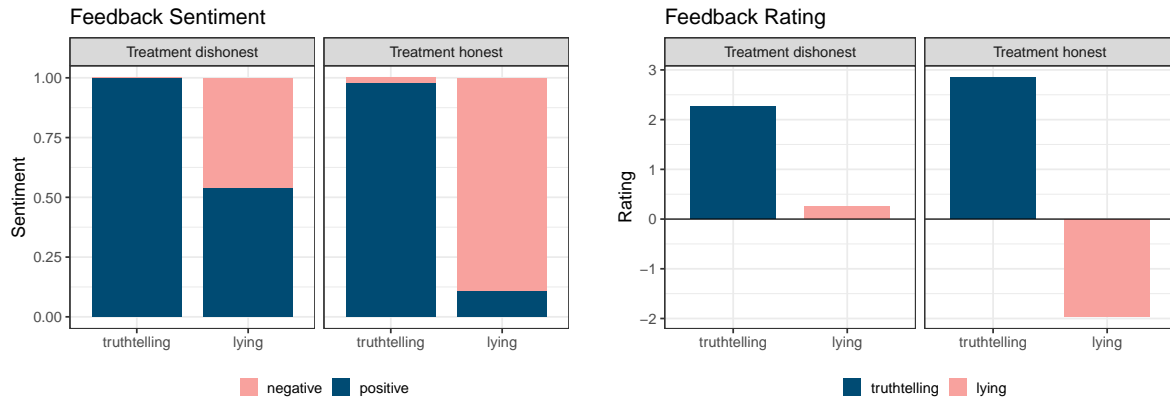 Feedback Sentiment
Treatment dishonest
Treatment honest
1.00
0.75
0.50
0.25
0.00
Sentiment
truthtelling
lying
truthtelling
lying
negative
positive
Feedback Rating
Treatment dishonest
Treatment honest
3
2
1
0
−1
−2
Rating
truthtelling
lying
truthtelling
lying
truthtelling
lying